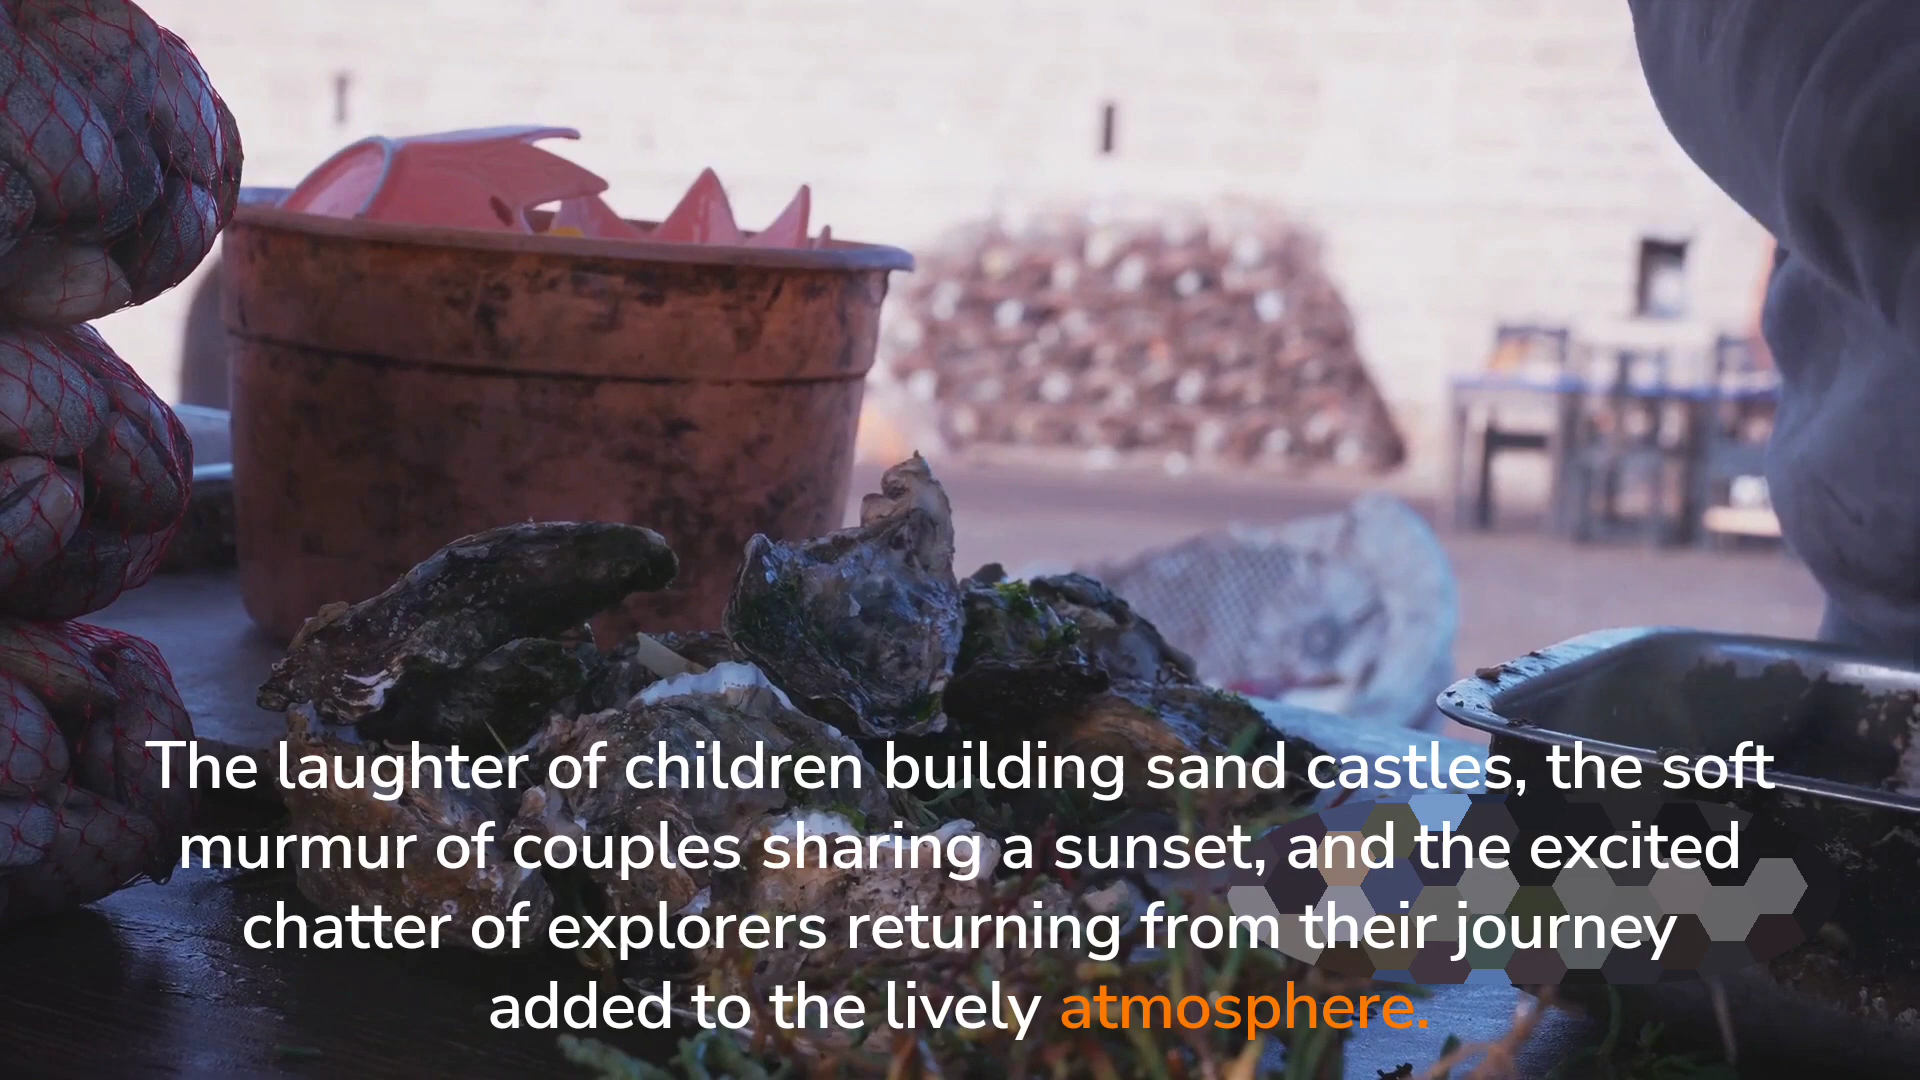 The laughter of children building sand castles, the soft
murmur of couples sharing a sunset, and the excited
chatter of explorers returning from their journey
added to the lively atmosphere.